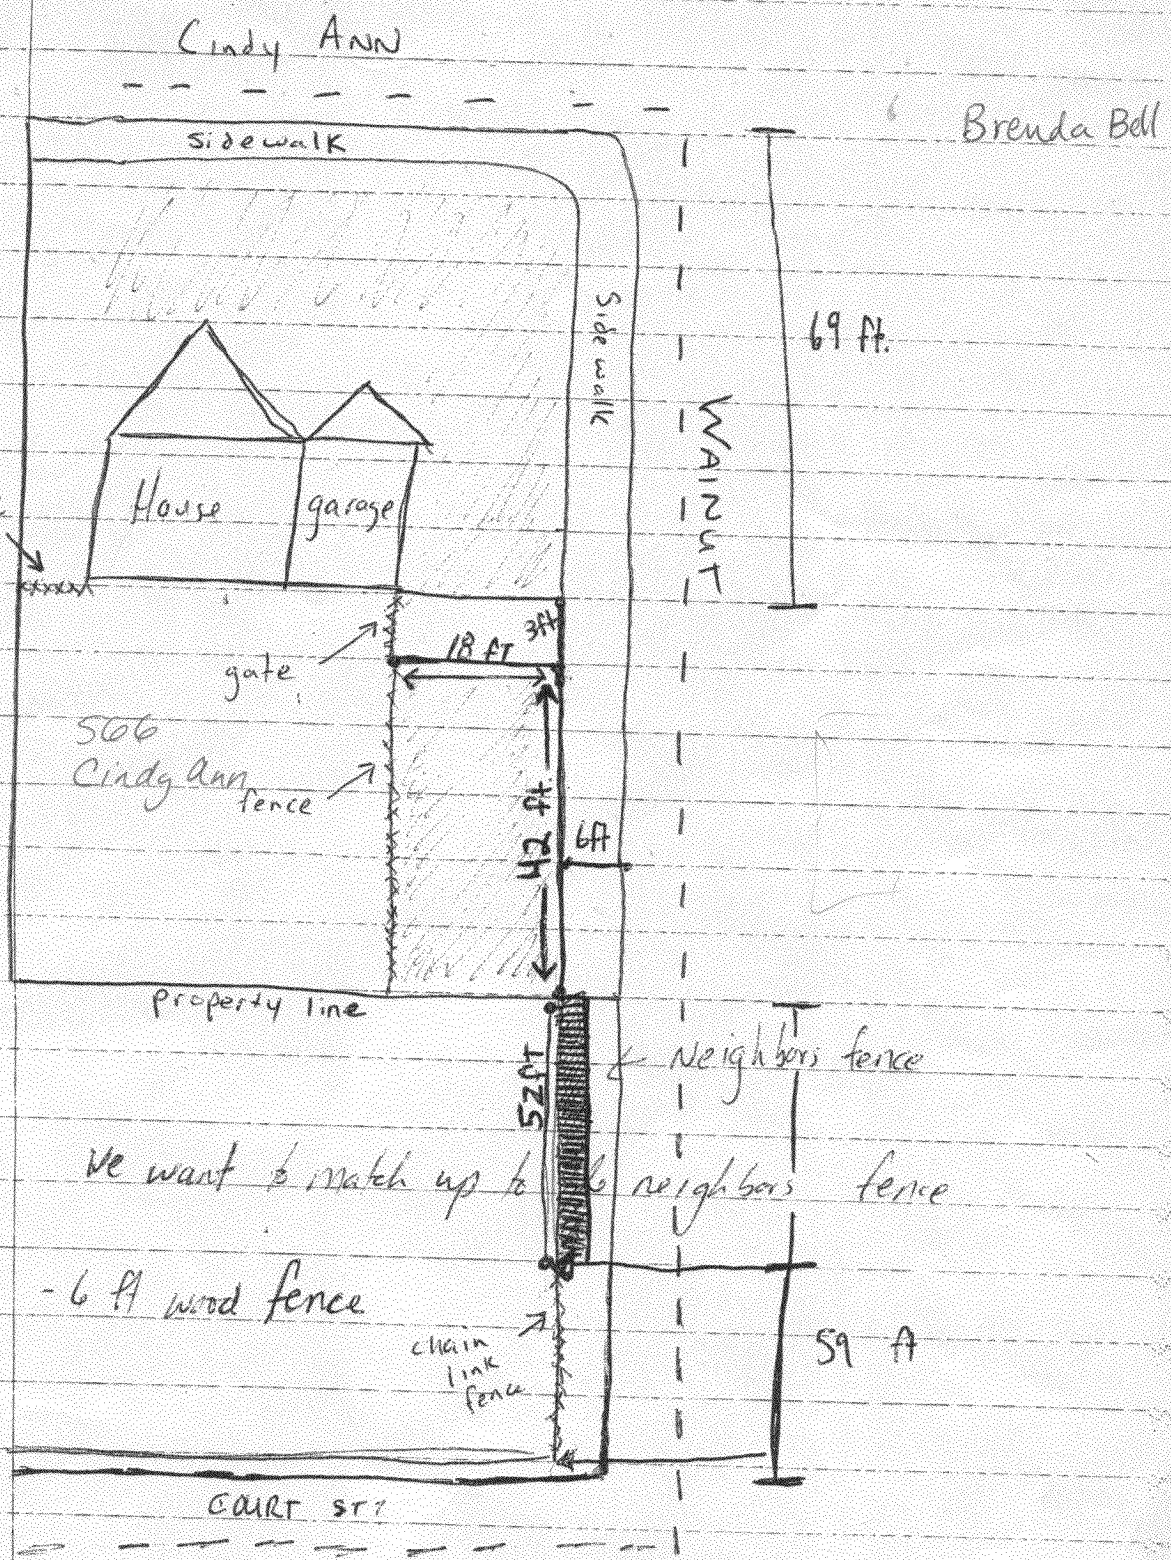 Cindy ANN
Brenda Bell
Sidewalk
Sidewalk
69 ft.
WAlNUT
House
garage
3ft
18 FT
gate
566
Cindy Ann
fence
42 ft.
6ft
property line
Neighbors fence
52FT
We want to match up to neighbors fence
- 6 ft wood fence
chain
link
fence
59 ft
COURT ST